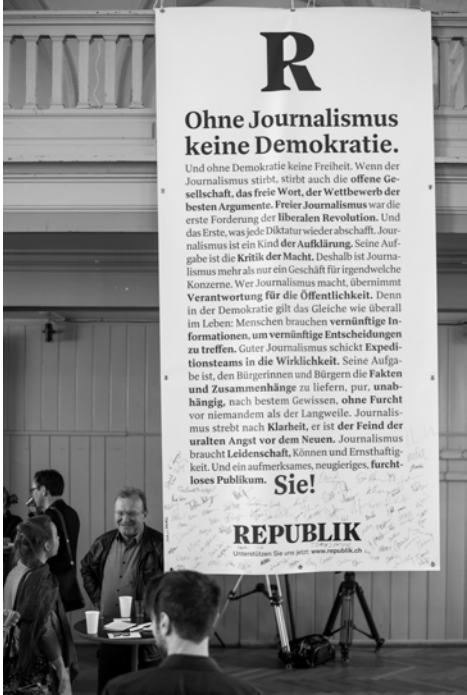 R
Ohne Journalismus
keine Demokratie.
Und ohne Demokratie keine Freiheit. Wenn der
Journalismus stirbt, stirbt auch die offene Ge-
sellschaft, das freie Wort, der Wettbewerb der
besten Argumente. Freier Journalismus war die
erste Forderung der liberalen Revolution. Und
das Erste, was jede Diktatur wieder abschafft. Jour-
nalismus ist ein Kind der Aufklärung. Seine Auf-
gabe ist die Kritik der Macht. Deshalb ist Journa-
lismus mehr als nur ein Geschäft für irgendwelche
Konzerne. Wer Journalismus macht, übernimmt
Verantwortung für die Öffentlichkeit. Denn
in der Demokratie gilt das Gleiche wie überall
im Leben: Menschen brauchen vernünftige In-
formationen, um vernünftige Entscheidungen
zu treffen. Guter Journalismus schickt Expedi-
tionsteams in die Wirklichkeit. Seine Aufga-
be ist, den Bürgerinnen und Bürgern die Fakten
und Zusammenhänge zu liefern, pur, unab-
hängig, nach bestem Gewissen, ohne Furcht
vor niemandem als der Langweile. Journalis-
mus strebt nach Klarheit, er ist der Feind der
uralten Angst vor dem Neuen. Journalismus
braucht Leidenschaft, Können und Ernsthaftig-
keit. Und ein aufmerksames, neugieriges, furcht-
loses Publikum. Sie!
REPUBLIK
Unterstützen Sie uns jetzt: www.republik.ch